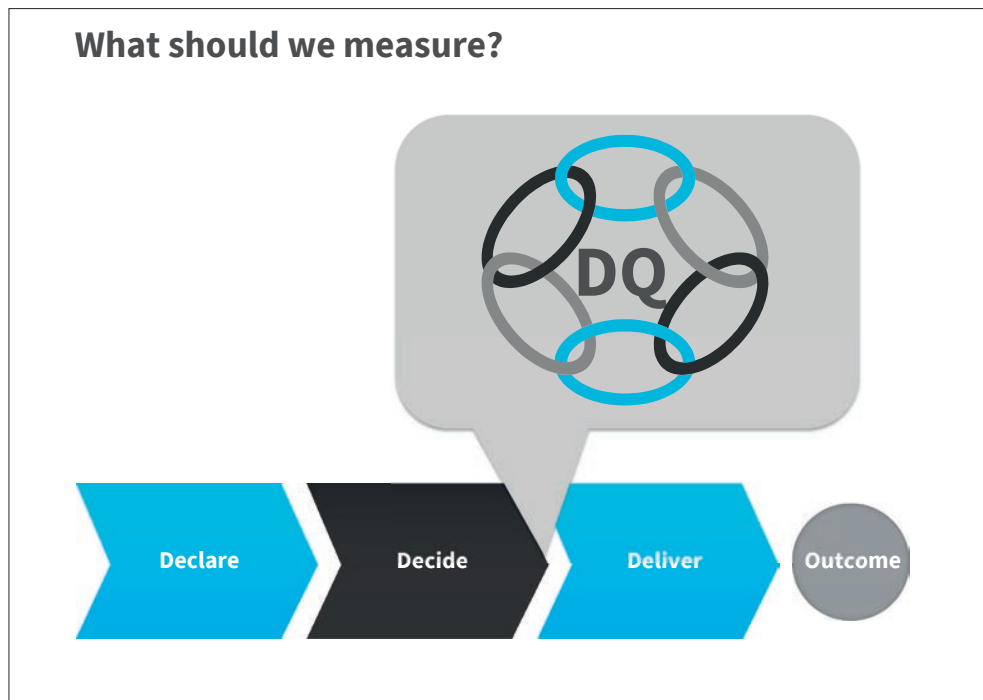 What should we measure?
DQ
Declare
Decide
Deliver
Outcome